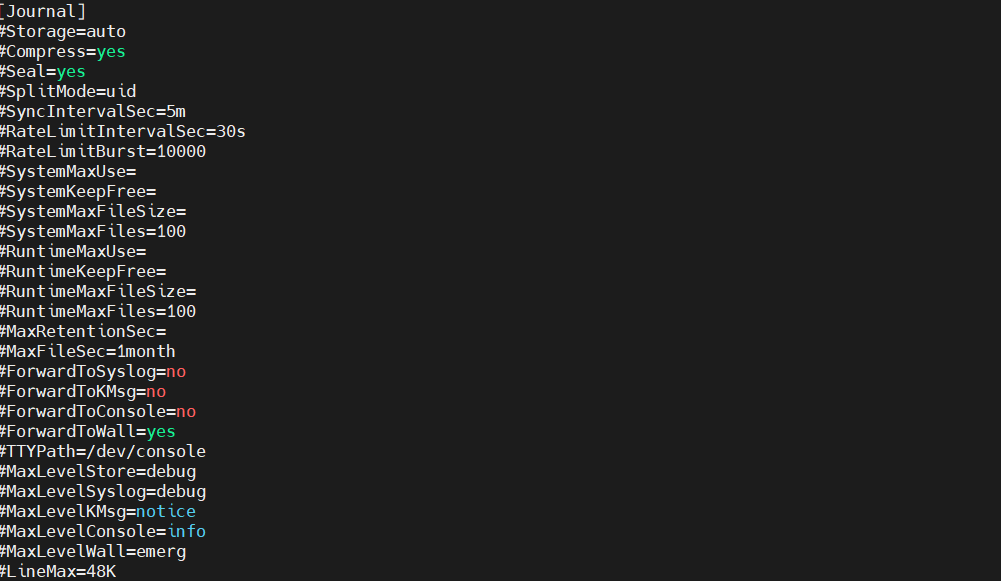 [Journal]
#Storage=auto
#Compress=yes
#Seal=yes
#SplitMode=uid
#SyncIntervalSec=5m
#RateLimitIntervalSec=30s
#RateLimitBurst=10000
#SystemMaxUse=
#SystemKeepFree=
#SystemMaxFileSize=
#SystemMaxFiles=100
#RuntimeMaxUse=
#RuntimeKeepFree=
#RuntimeMaxFileSize=
#RuntimeMaxFiles=100
#MaxRetentionSec=
#MaxFileSec=1month
#ForwardToSyslog=no
#ForwardToKMsg=no
#ForwardToConsole=no
#ForwardToWall=yes
#TTYPath=/dev/console
#MaxLevelStore=debug
#MaxLevelSyslog=debug
#MaxLevelKMsg=notice
#MaxLevelConsole=info
#MaxLevelWall=emerg
#LineMax=48K